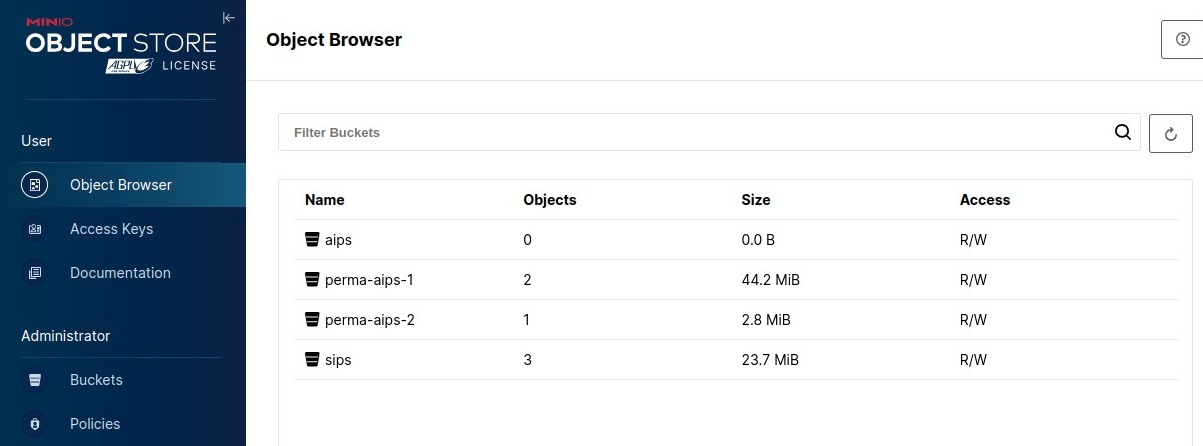 MINIO
OBJECT STORE
AGPLv3 LICENSE
User
Object Browser
Access Keys
Documentation
Administrator
Buckets
Policies
Object Browser
Filter Buckets
Name Objects Size Access
aips 0 0.0 B R/W
perma-aips-1 2 44.2 MiB R/W
perma-aips-2 1 2.8 MiB R/W
sips 3 23.7 MiB R/W